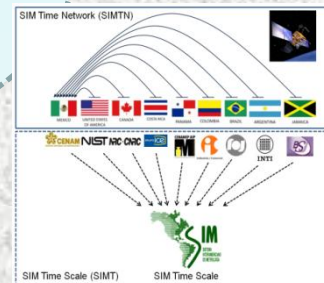 SIM Time Network (SIMTN)
MEXICO
UNITED STATES OF AMERICA
CANADA
COSTA RICA
PANAMA
COLOMBIA
BRAZIL
ARGENTINA
JAMAICA
CENAM
NIST
NRC-CNRC
INTI
SIM
SIM Time Scale (SIMT)
SIM Time Scale